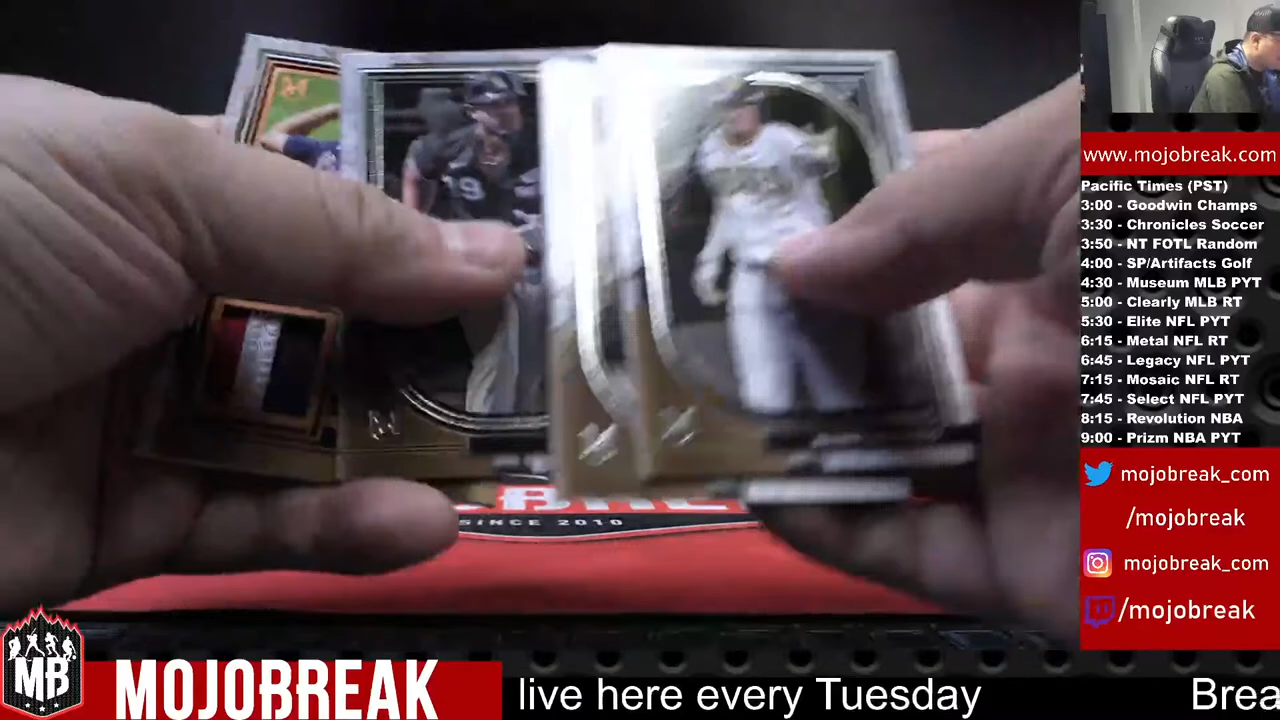 19
SINCE 2010
www.mojobreak.com
Pacific Times (PST)
3:00 - Goodwin Champs
3:30 - Chronicles Soccer
3:50 - NT FOTL Random
4:00 - SP/Artifacts Golf
4:30 - Museum MLB PYT
5:00 - Clearly MLB RT
5:30 - Elite NFL PYT
6:15 - Metal NFL RT
6:45 - Legacy NFL PYT
7:15 - Mosaic NFL RT
7:45 - Select NFL PYT
8:15 - Revolution NBA
9:00 - Prizm NBA PYT
mojobreak_com
/mojobreak
mojobreak_com
/mojobreak
MB
MOJOBREAK
live here every Tuesday
Brea